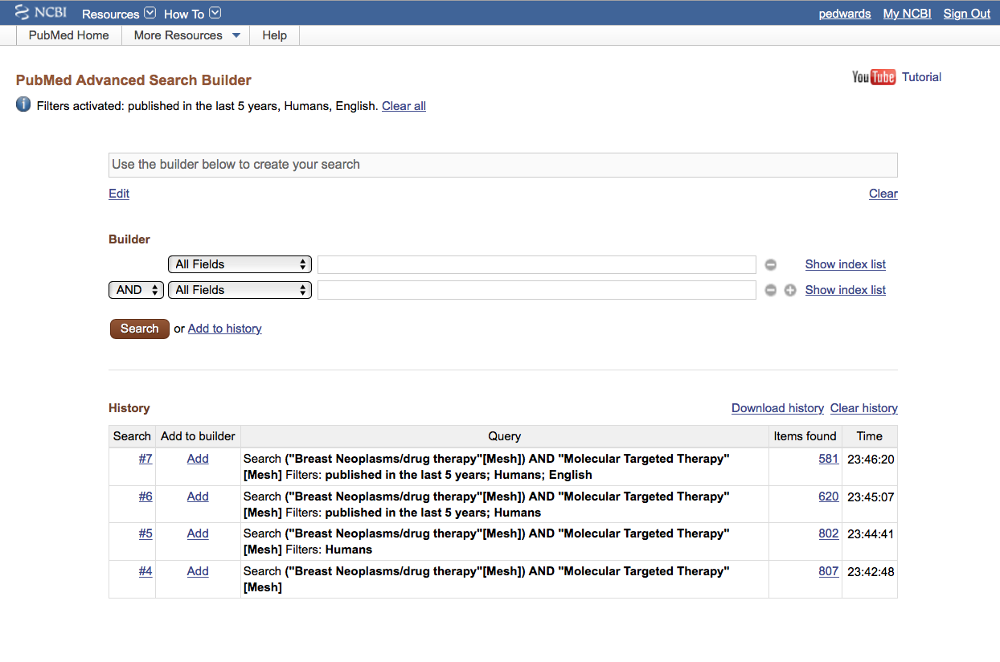 NCBI Resources How To pedwards My NCBI Sign Out
PubMed Home More Resources Help
PubMed Advanced Search Builder
YouTube Tutorial
Filters activated: published in the last 5 years, Humans, English. Clear all
Use the builder below to create your search
Edit Clear
Builder
All Fields Show index list
AND All Fields Show index list
Search or Add to history
History Download history Clear history
Search Add to builder Query Items found Time
#7 Add Search ("Breast Neoplasms/drug therapy"[Mesh]) AND "Molecular Targeted Therapy" 581 23:46:20
[Mesh] Filters: published in the last 5 years; Humans; English
#6 Add Search ("Breast Neoplasms/drug therapy"[Mesh]) AND "Molecular Targeted Therapy" 620 23:45:07
[Mesh] Filters: published in the last 5 years; Humans
#5 Add Search ("Breast Neoplasms/drug therapy"[Mesh]) AND "Molecular Targeted Therapy" 802 23:44:41
[Mesh] Filters: Humans
#4 Add Search ("Breast Neoplasms/drug therapy"[Mesh]) AND "Molecular Targeted Therapy" 807 23:42:48
[Mesh]